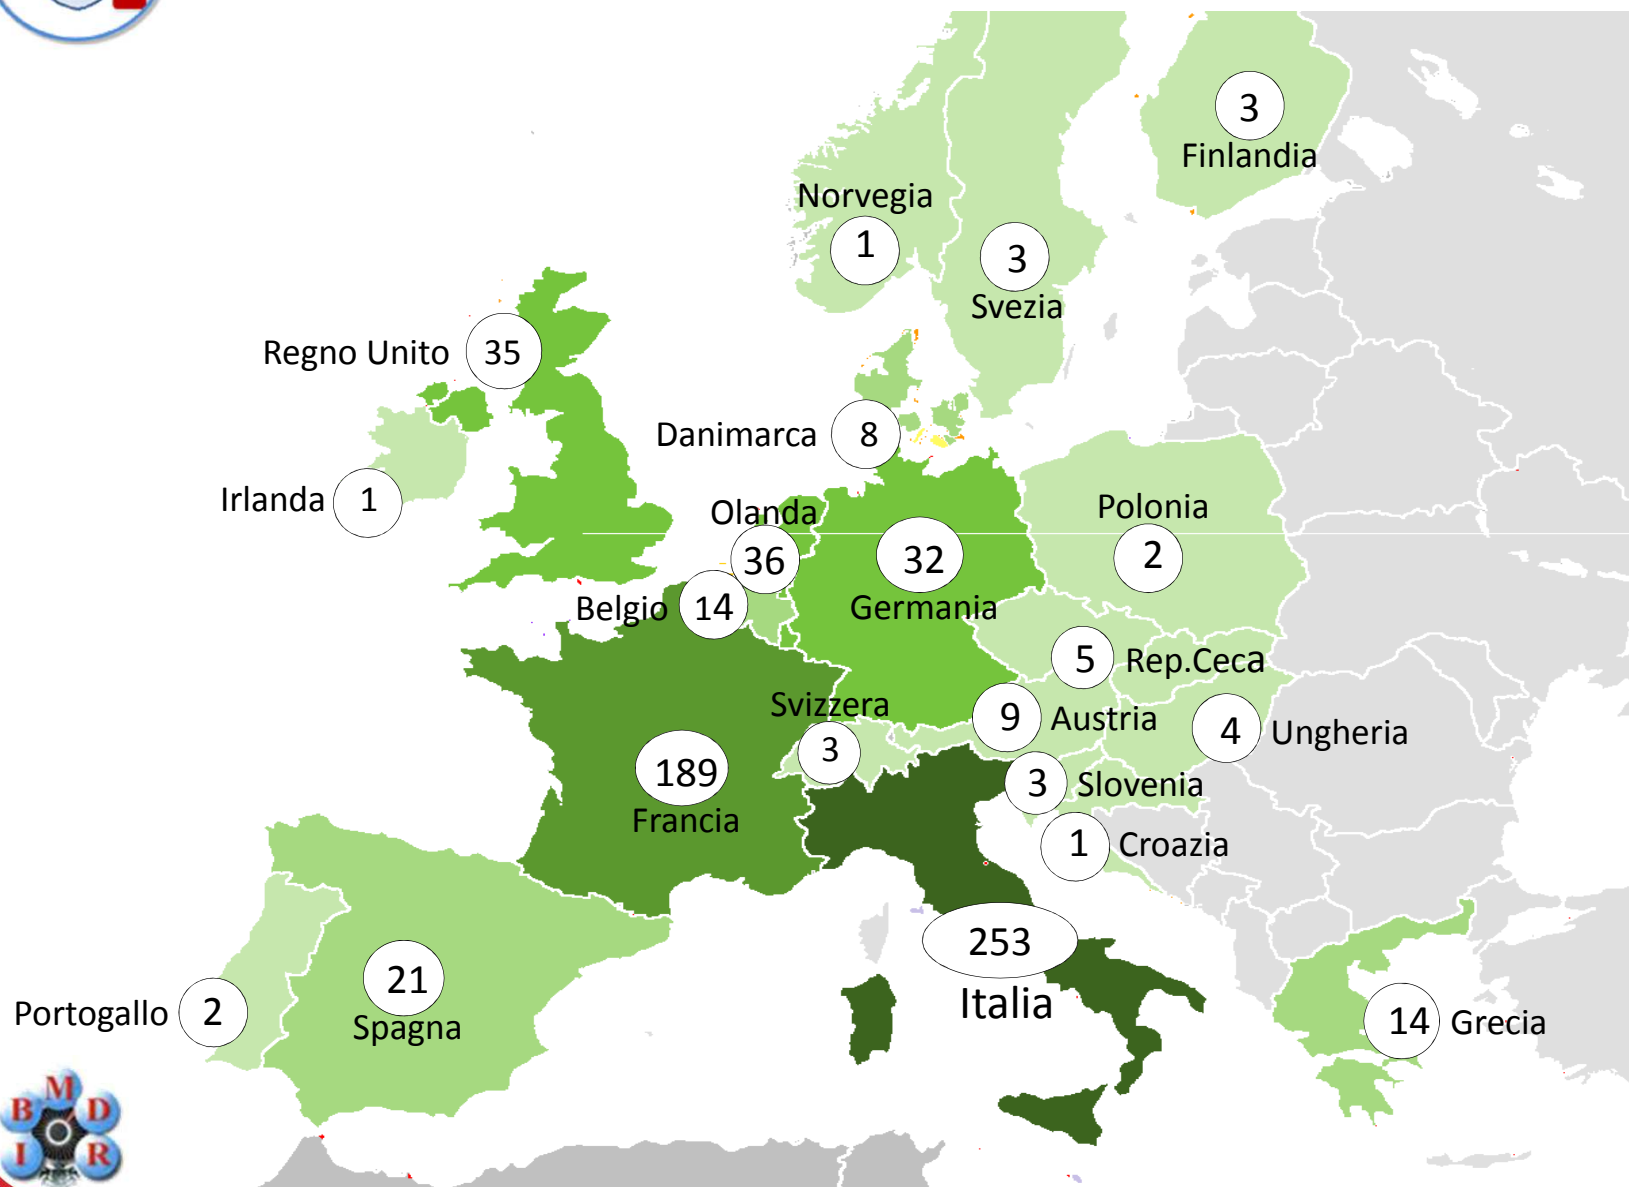 3
Finlandia
Norvegia
1
3
Svezia
Regno Unito 35
Danimarca 8
Irlanda 1
Olanda
36
Polonia
2
32
Germania
Belgio 14
5 Rep.Ceca
Svizzera
3
9 Austria
4 Ungheria
189
Francia
3 Slovenia
1 Croazia
253
Italia
21
Spagna
Portogallo 2
14 Grecia
M
B D
I R